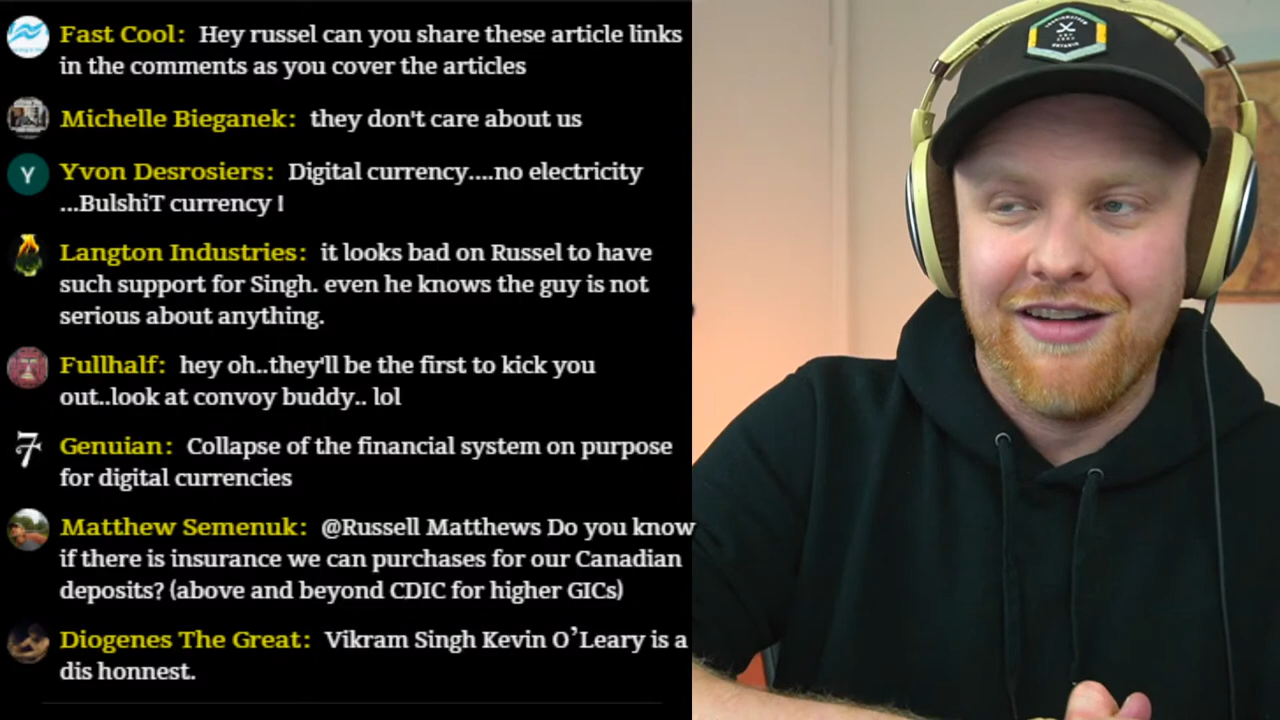 Fast Cool: Hey russel can you share these article links
in the comments as you cover the articles
Michelle Bieganek: they don't care about us
Y Yvon Desrosiers: Digital currency....no electricity
...BulshiT currency !
Langton Industries: it looks bad on Russel to have
such support for Singh. even he knows the guy is not
serious about anything.
Fullhalf: hey oh..they'll be the first to kick you
out..look at convoy buddy.. lol
Genuian: Collapse of the financial system on purpose
for digital currencies
Matthew Semenuk: @Russell Matthews Do you know
if there is insurance we can purchases for our Canadian
deposits? (above and beyond CDIC for higher GICs)
Diogenes The Great: Vikram Singh Kevin O’Leary is a
dis honnest.